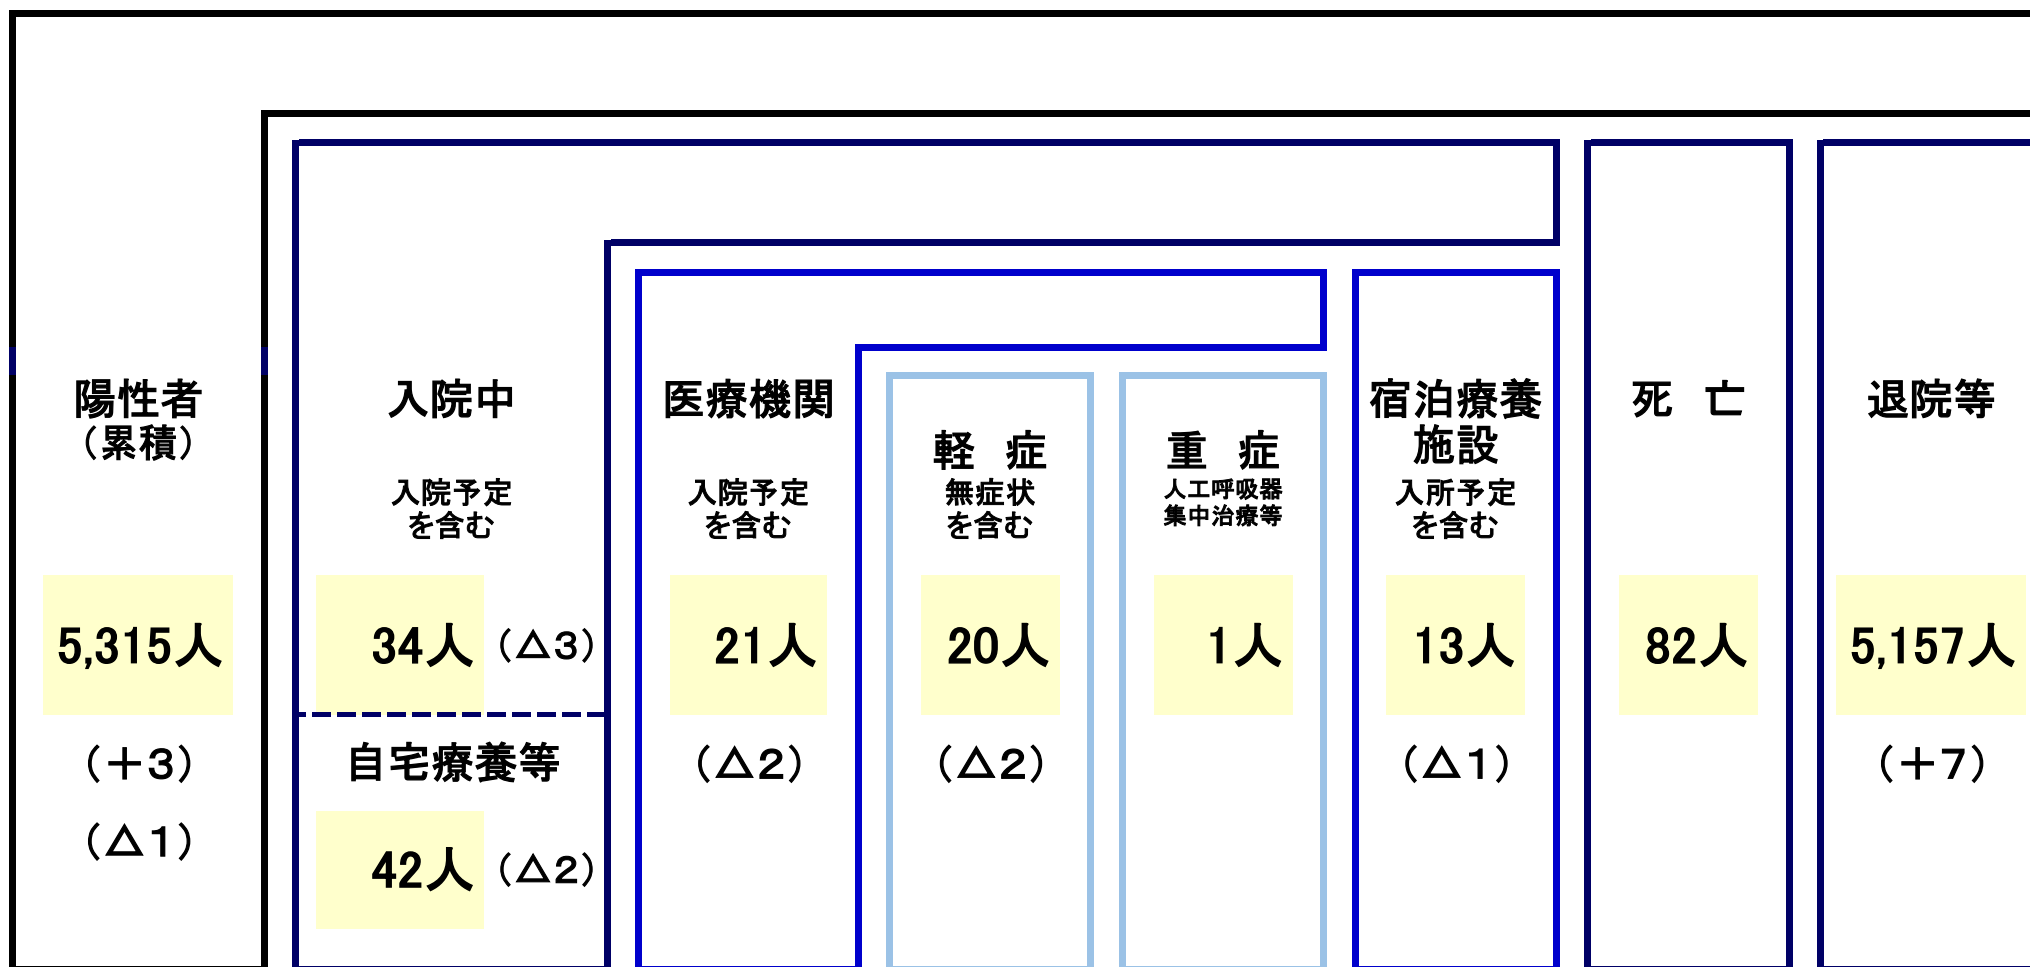 陽性者
（累積）
5,315人
（＋3）
（△1）
入院中
入院予定
を含む
34人 （△3）
自宅療養等
42人 （△2）
医療機関
入院予定
を含む
21人
（△2）
軽 症
無症状
を含む
20人
（△2）
重 症
人工呼吸器
集中治療等
1人
宿泊療養
施設
入所予定
を含む
13人
（△1）
死 亡
82人
退院等
5,157人
（＋7）